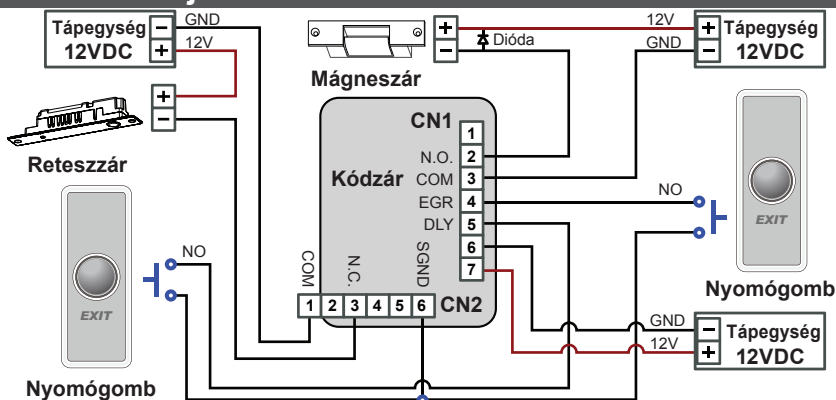 Tápegység
12VDC
−
+
GND
12V
+
−
Reteszzár
Mágneszár
+
−
Dióda
12V
GND
+
−
Tápegység
12VDC
Kódzár
CN1
1
N.O. 2
COM 3
EGR 4
DLY 5
6
7
COM
N.C.
SGND
1 2 3 4 5 6 CN2
NO
EXIT
Nyomógomb
NO
EXIT
Nyomógomb
GND
12V
−
+
Tápegység
12VDC